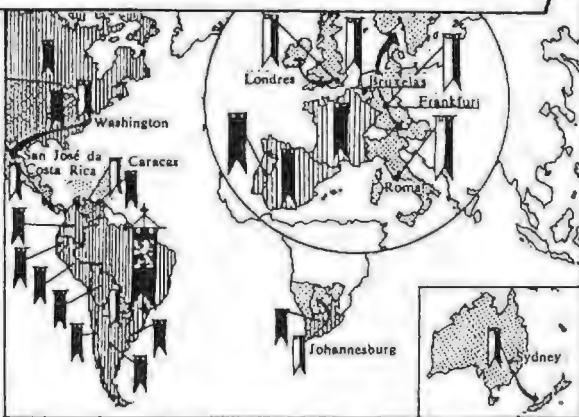 Londres
Bruxelas
Frankfurt
Washington
San José da
Costa Rica
Caracas
Roma
Johannesburg
Sydney